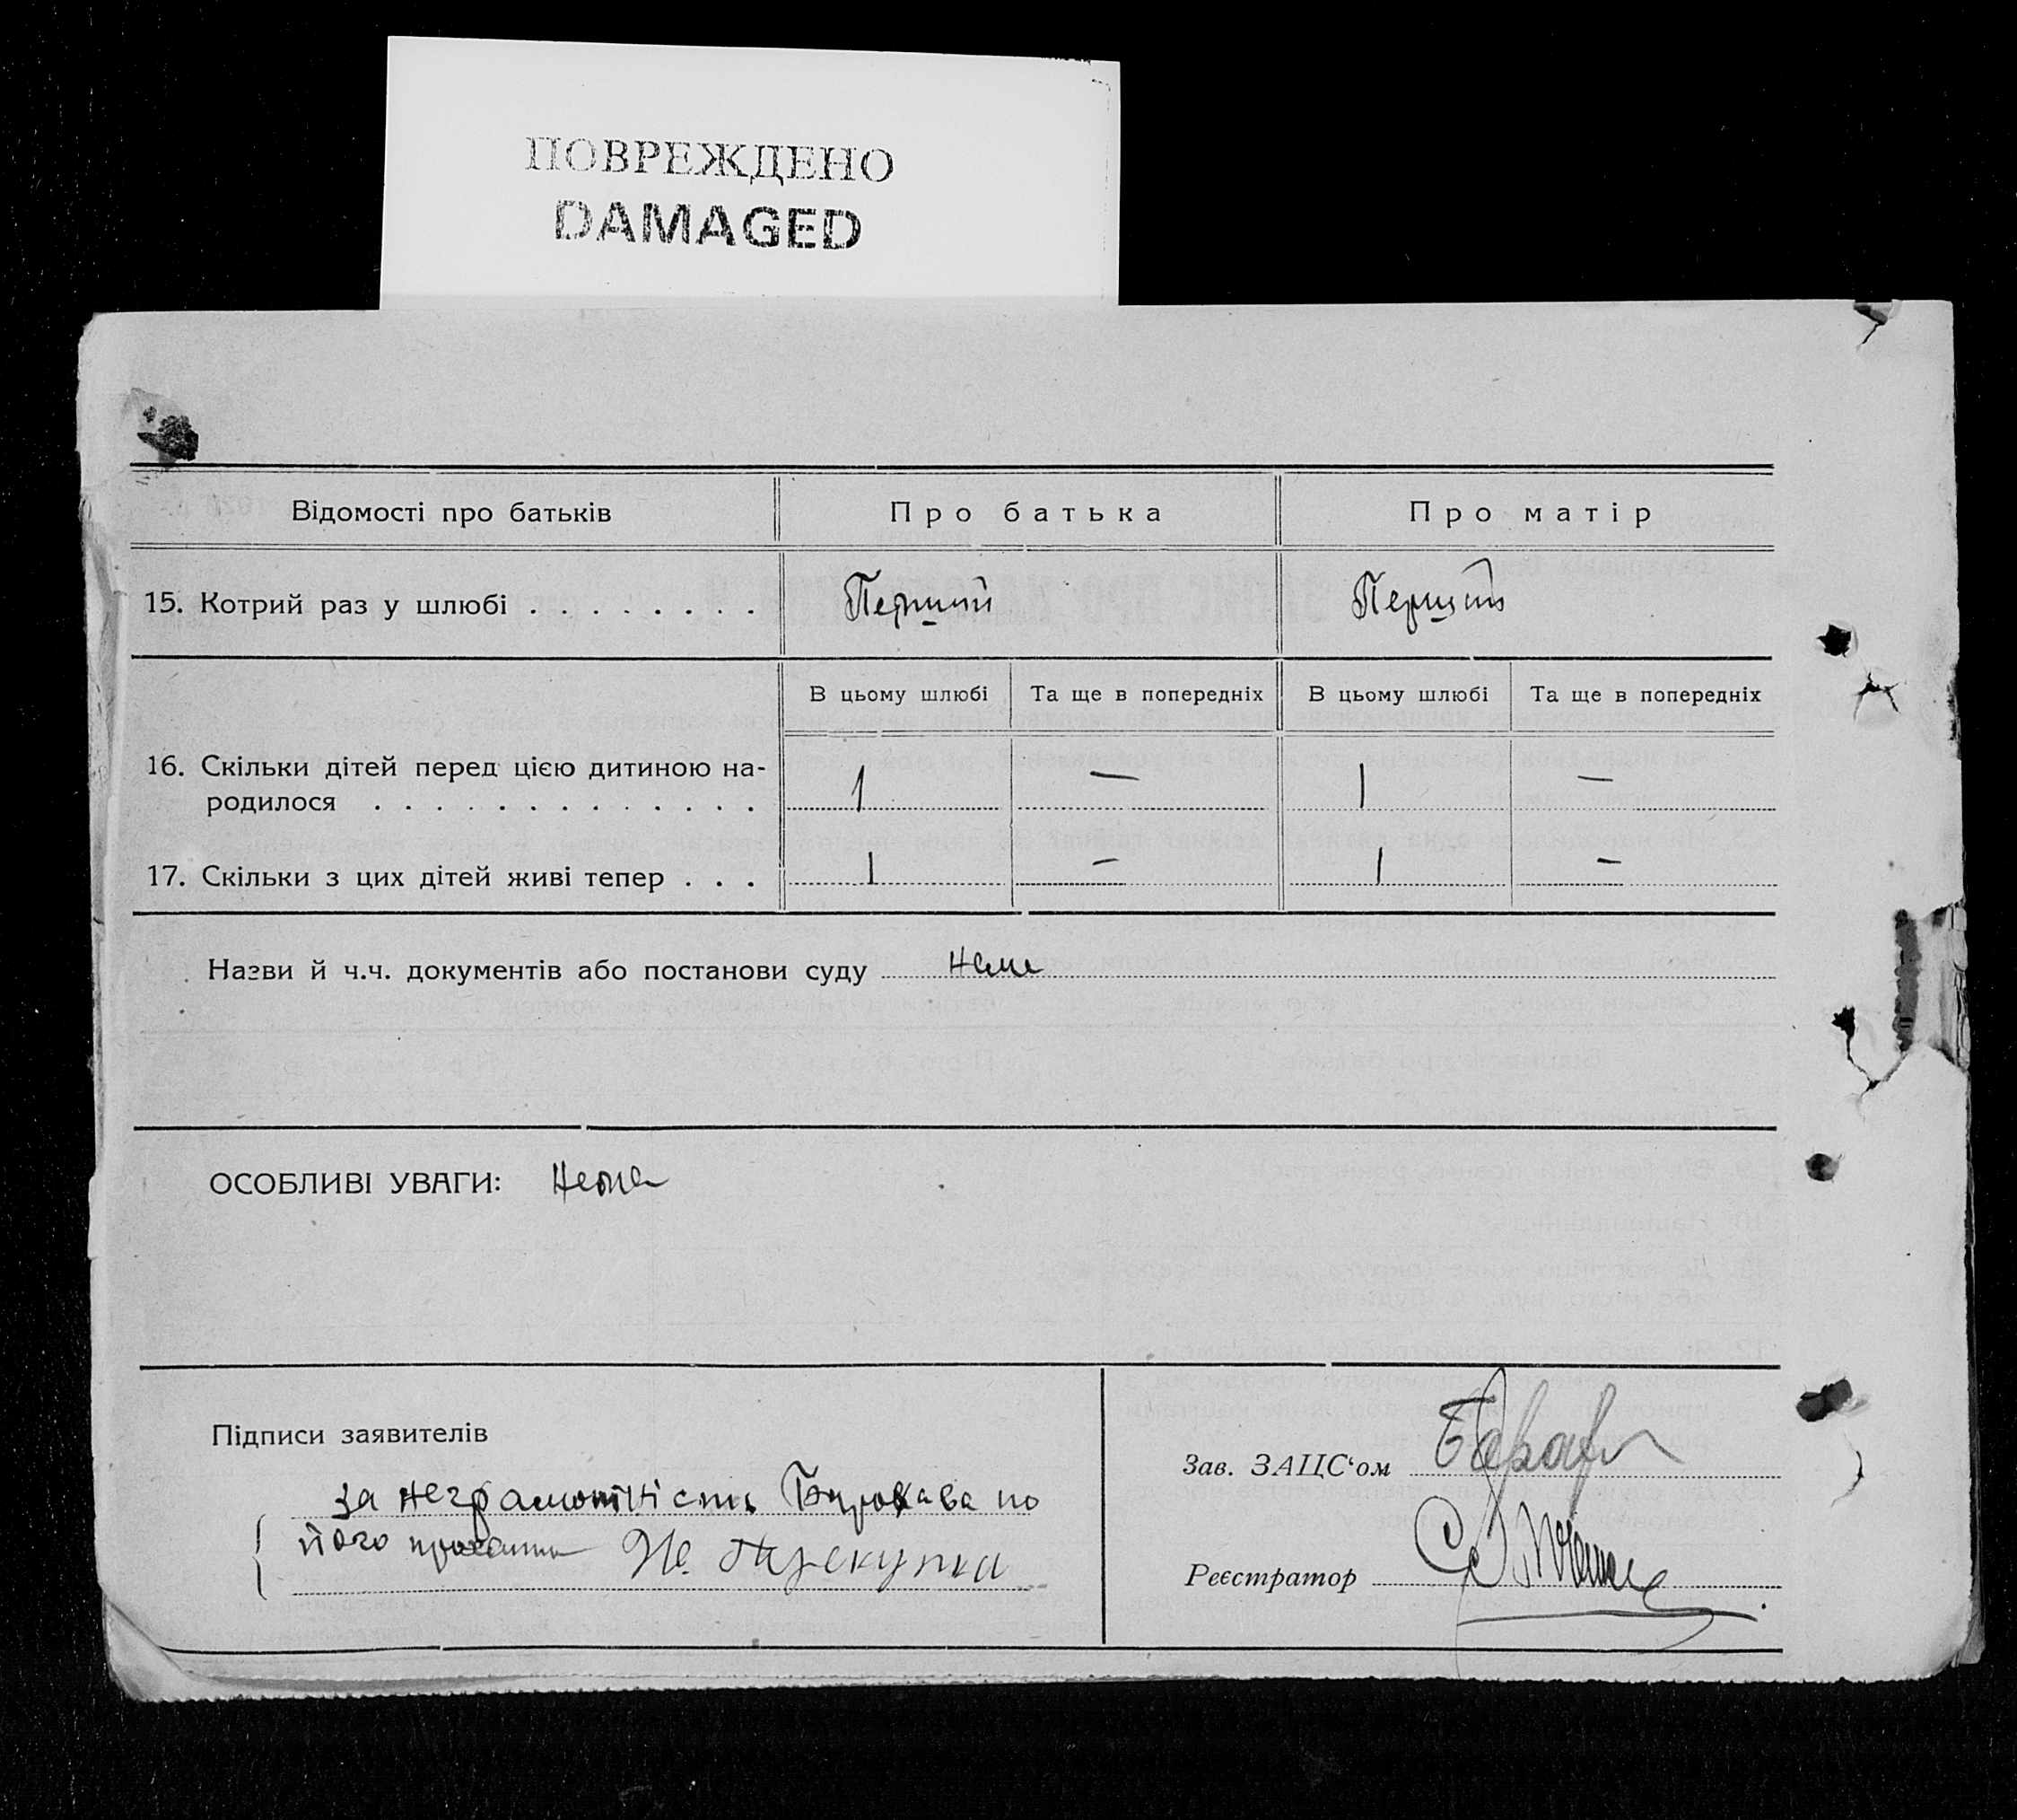 ПОВРЕЖДЕНО
DAMAGED
Відомості про батьків Про батька Про матір
15. Котрий раз у шлюбі . . . . . . . . Перший Перший
В цьому шлюбі Та ще в попередніх В цьому шлюбі Та ще в попередніх
16. Скільки дітей перед цією дитиною на-
родилося . . . . . . . . . . . . . 1 — 1 —
17. Скільки з цих дітей живі тепер . . . 1 — 1 —
Назви й ч.ч. документів або постанови суду нема
ОСОБЛИВІ УВАГИ: Нема
Підписи заявителів
за неграмотність по
його прохання
Зав. ЗАЦС‘ом
Реєстратор